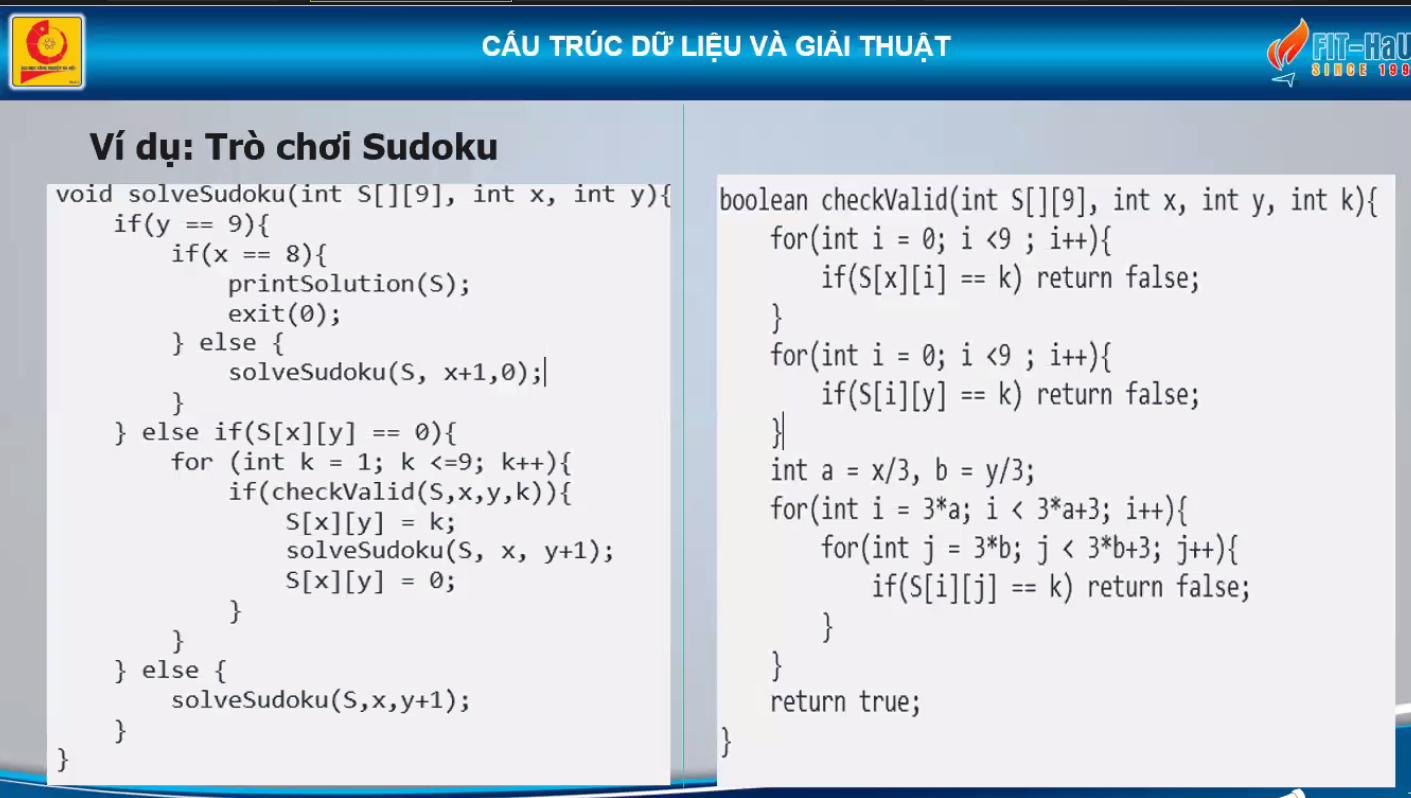 CẤU TRÚC DỮ LIỆU VÀ GIẢI THUẬT
FIT-HaU
SINCE 199
Ví dụ: Trò chơi Sudoku
void solveSudoku(int S[][9], int x, int y){
    if(y == 9){
        if(x == 8){
            printSolution(S);
            exit(0);
        } else {
            solveSudoku(S, x+1,0);
        }
    } else if(S[x][y] == 0){
        for (int k = 1; k <=9; k++){
            if(checkValid(S,x,y,k)){
                S[x][y] = k;
                solveSudoku(S, x, y+1);
                S[x][y] = 0;
            }
        }
    } else {
        solveSudoku(S,x,y+1);
    }
}
boolean checkValid(int S[][9], int x, int y, int k){
    for(int i = 0; i <9 ; i++){
        if(S[x][i] == k) return false;
    }
    for(int i = 0; i <9 ; i++){
        if(S[i][y] == k) return false;
    }
    int a = x/3, b = y/3;
    for(int i = 3*a; i < 3*a+3; i++){
        for(int j = 3*b; j < 3*b+3; j++){
            if(S[i][j] == k) return false;
        }
    }
    return true;
}